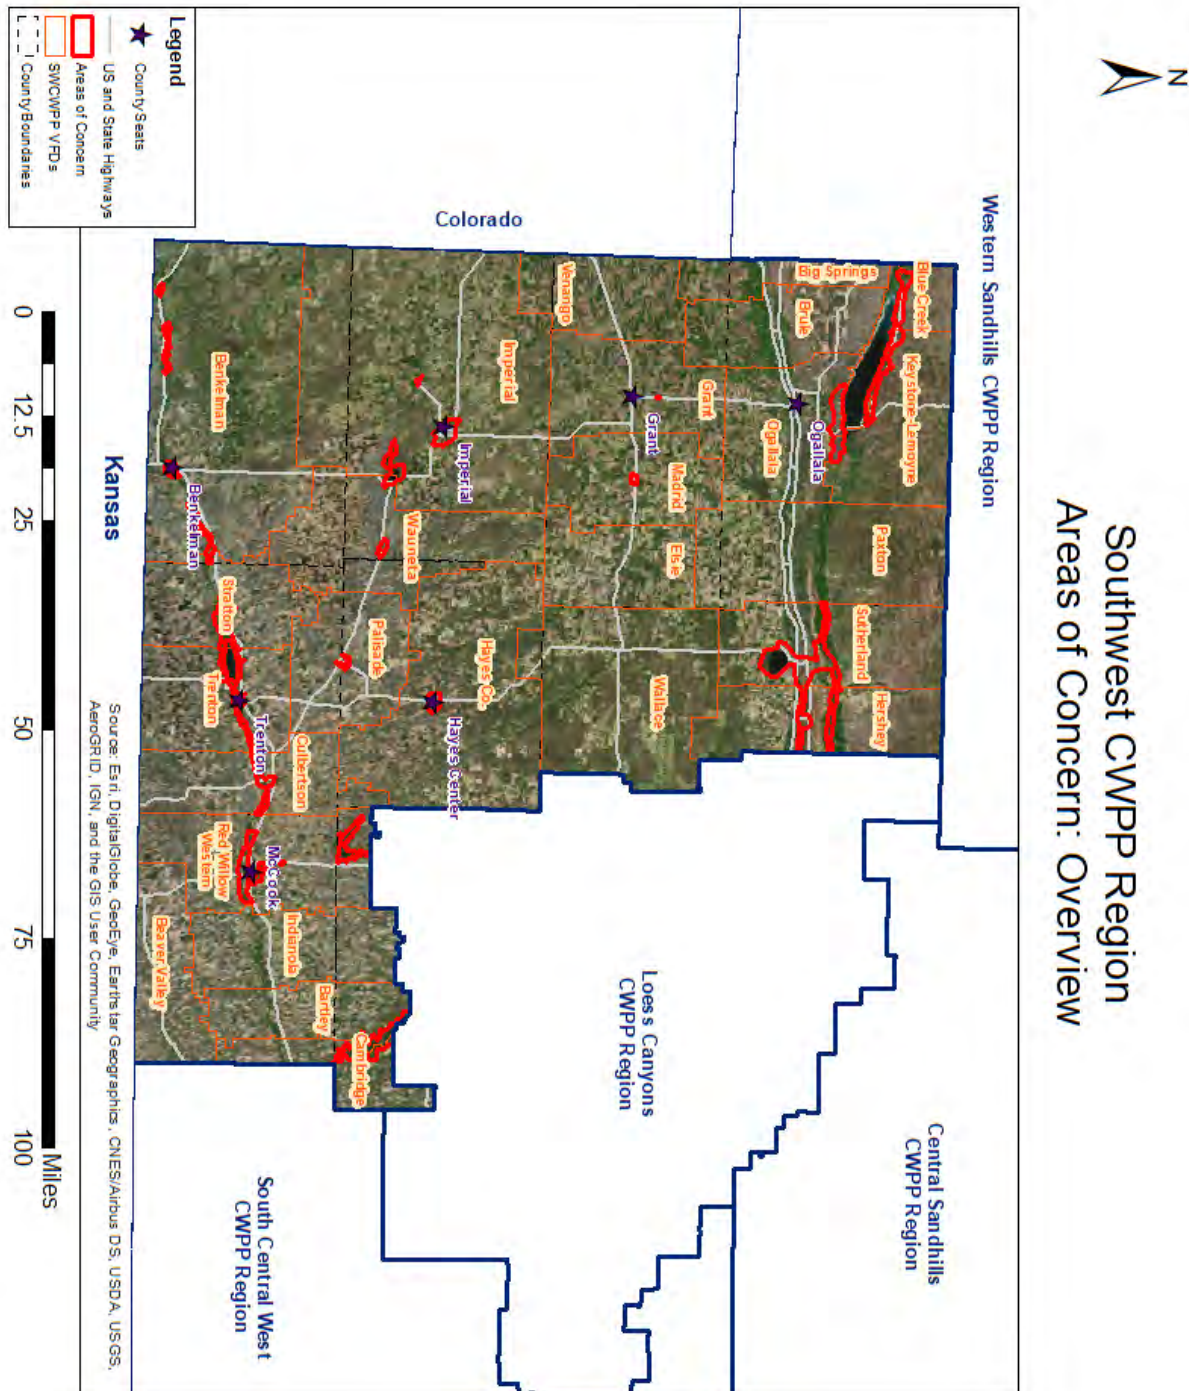 Southwest CWPP Region
Areas of Concern: Overview
N
Western Sandhills CWPP Region
Central Sandhills
CWPP Region
Loess Canyons
CWPP Region
South Central West
CWPP Region
Colorado
Kansas
Blue Creek
Keystone-Lemoyne
Big Springs
Brule
Ogallala
Ogallala
Paxton
Sutherland
Hershey
Venango
Grant
Grant
Madrid
Elsie
Wallace
Imperial
Imperial
Wauneta
Hayes Co.
Hayes Center
Palisade
Benkelman
Benkelman
Stratton
Trenton
Trenton
Culbertson
McCook
Red Willow
Western
Indianola
Bartley
Cambridge
Beaver Valley
Legend
County Seats
US and State Highways
Areas of Concern
SWCWPP VFDs
County Boundaries
Source: Esri, DigitalGlobe, GeoEye, Earthstar Geographics, CNES/Airbus DS, USDA, USGS,
AeroGRID, IGN, and the GIS User Community
0 12.5 25 50 75 100
Miles